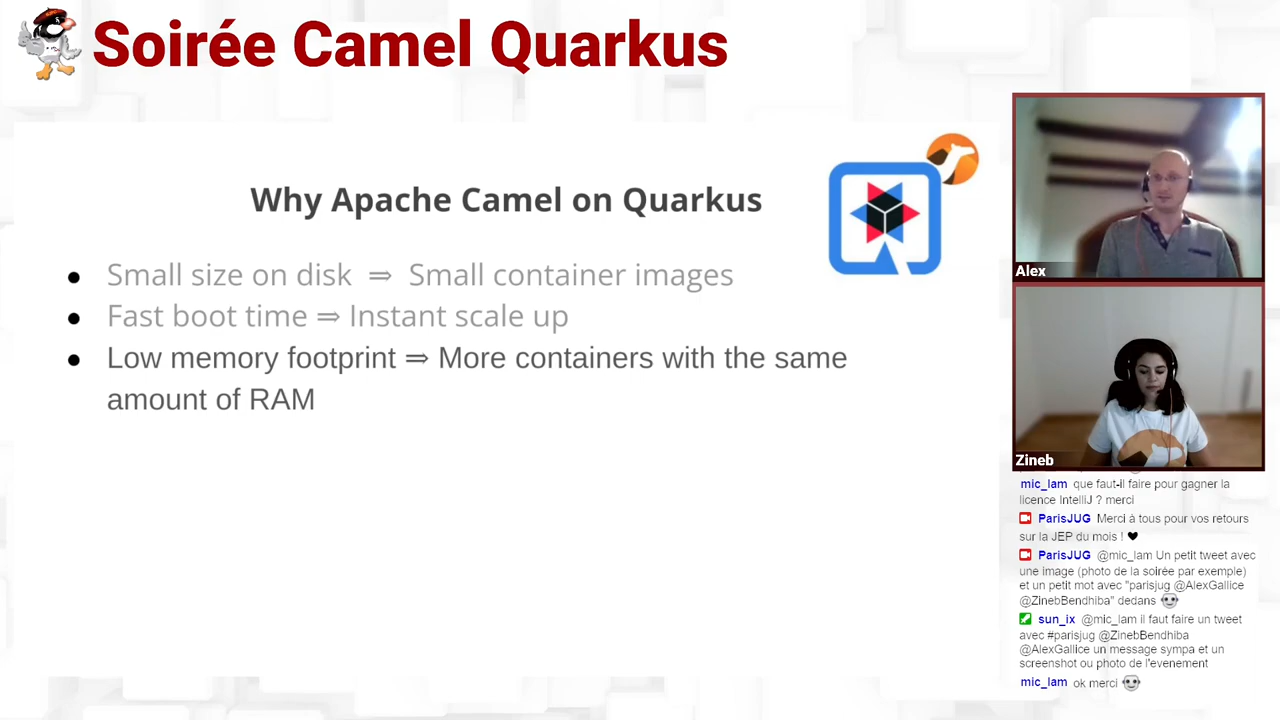 Soirée Camel Quarkus
Why Apache Camel on Quarkus
Small size on disk ⇒ Small container images
Fast boot time ⇒ Instant scale up
Low memory footprint ⇒ More containers with the same
amount of RAM
Alex
Zineb
mic_lam que faut-il faire pour gagner la
licence IntelliJ ? merci
ParisJUG Merci à tous pour vos retours
sur la JEP du mois ! ♥
ParisJUG @mic_lam Un petit tweet avec
une image (photo de la soirée par exemple)
et un petit mot avec "parisjug @AlexGallice
@ZinebBendhiba" dedans
sun_ix @mic_lam il faut faire un tweet
avec #parisjug @ZinebBendhiba
@AlexGallice un message sympa et un
screenshot ou photo de l'evenement
mic_lam ok merci